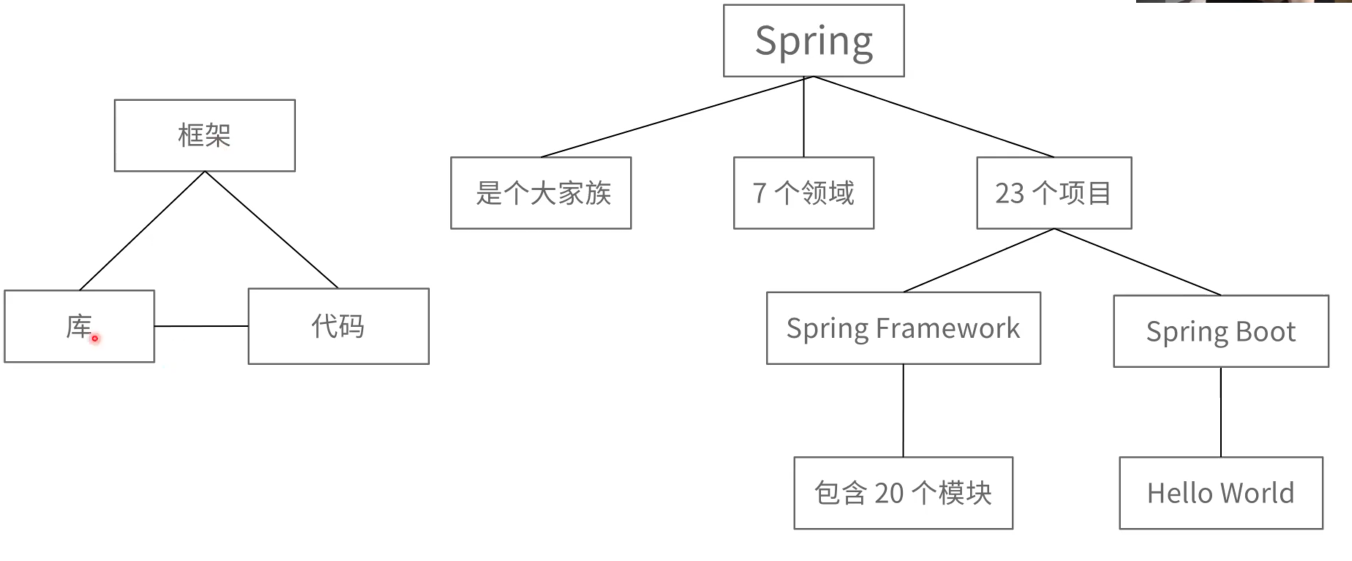 Spring
框架
是个大家族
7 个领域
23 个项目
库
代码
Spring Framework
Spring Boot
包含 20 个模块
Hello World